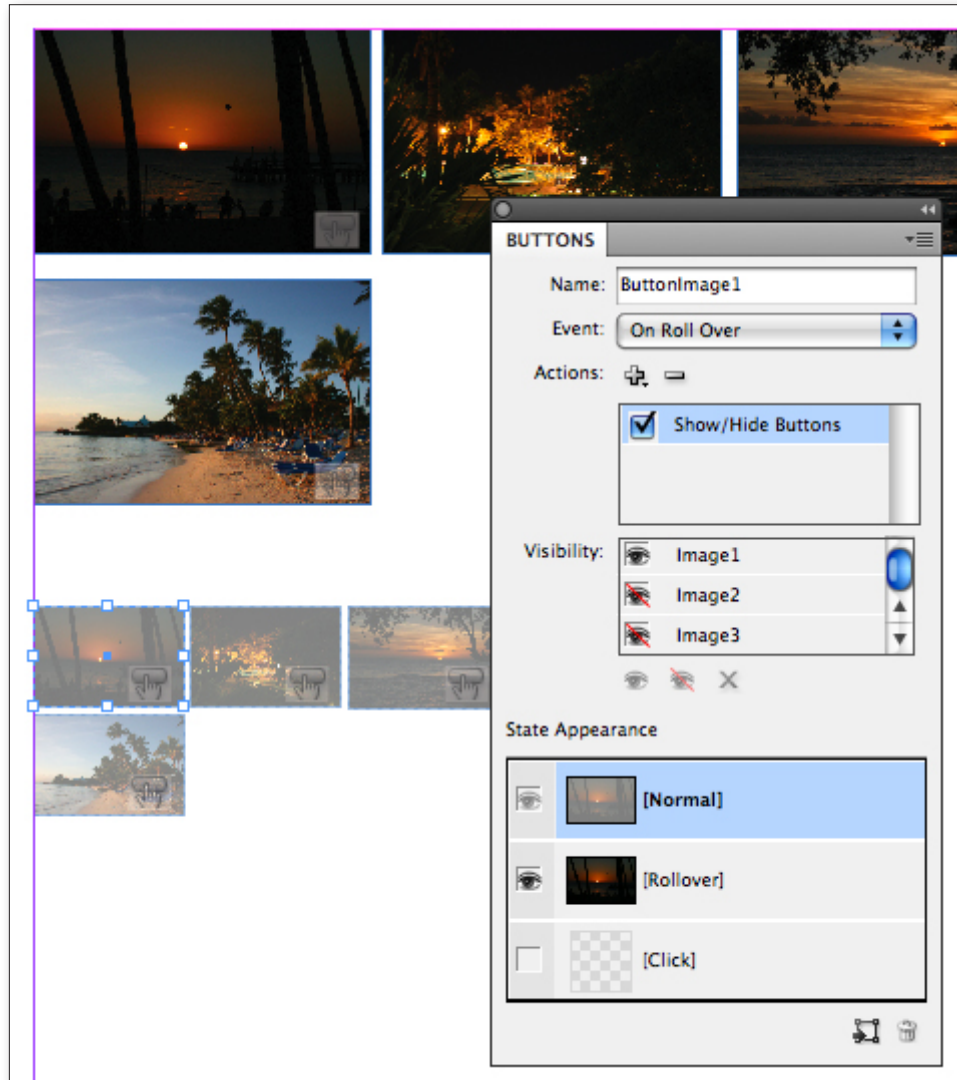 BUTTONS
Name: ButtonImage1
Event: On Roll Over
Actions:
Show/Hide Buttons
Visibility: Image1
Image2
Image3
State Appearance
[Normal]
[Rollover]
[Click]